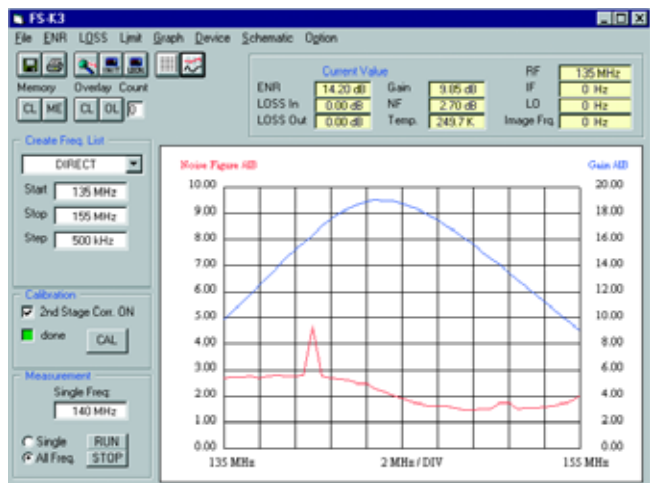 FS-K3
File ENR LOSS Limit Graph Device Schematic Option
Memory Overlay Count
CL ME CL OL 0
Current Value
ENR 14.20 dB Gain 9.85 dB
LOSS In 0.00 dB NF 2.70 dB
LOSS Out 0.00 dB Temp. 249.7 K
RF 135 MHz
IF 0 Hz
LO 0 Hz
Image Frq. 0 Hz
Create Freq. List
DIRECT
Start 135 MHz
Stop 155 MHz
Step 500 kHz
Calibration
2nd Stage Corr. ON
done CAL
Measurement
Single Freq.
140 MHz
Single RUN
All Freq. STOP
Noise Figure /dB Gain /dB
10.00 20.00
9.00 18.00
8.00 16.00
7.00 14.00
6.00 12.00
5.00 10.00
4.00 8.00
3.00 6.00
2.00 4.00
1.00 2.00
0.00 0.00
135 MHz 2 MHz / DIV 155 MHz